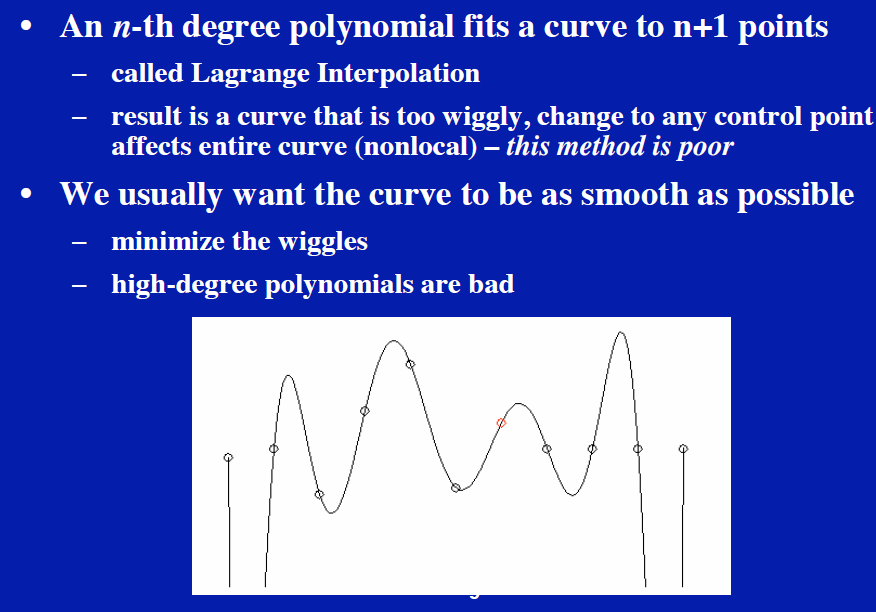 • An n-th degree polynomial fits a curve to n+1 points
– called Lagrange Interpolation
– result is a curve that is too wiggly, change to any control point
affects entire curve (nonlocal) – this method is poor
• We usually want the curve to be as smooth as possible
– minimize the wiggles
– high-degree polynomials are bad